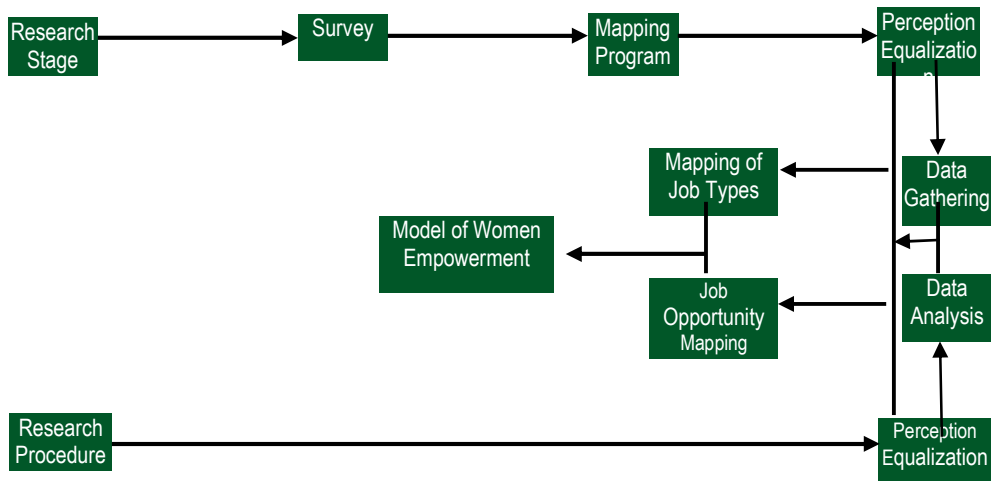 Research
Stage
Survey
Mapping
Program
Perception
Equalizatio
n
Mapping of
Job Types
Data
Gathering
Model of Women
Empowerment
Job
Opportunity
Mapping
Data
Analysis
Research
Procedure
Perception
Equalization